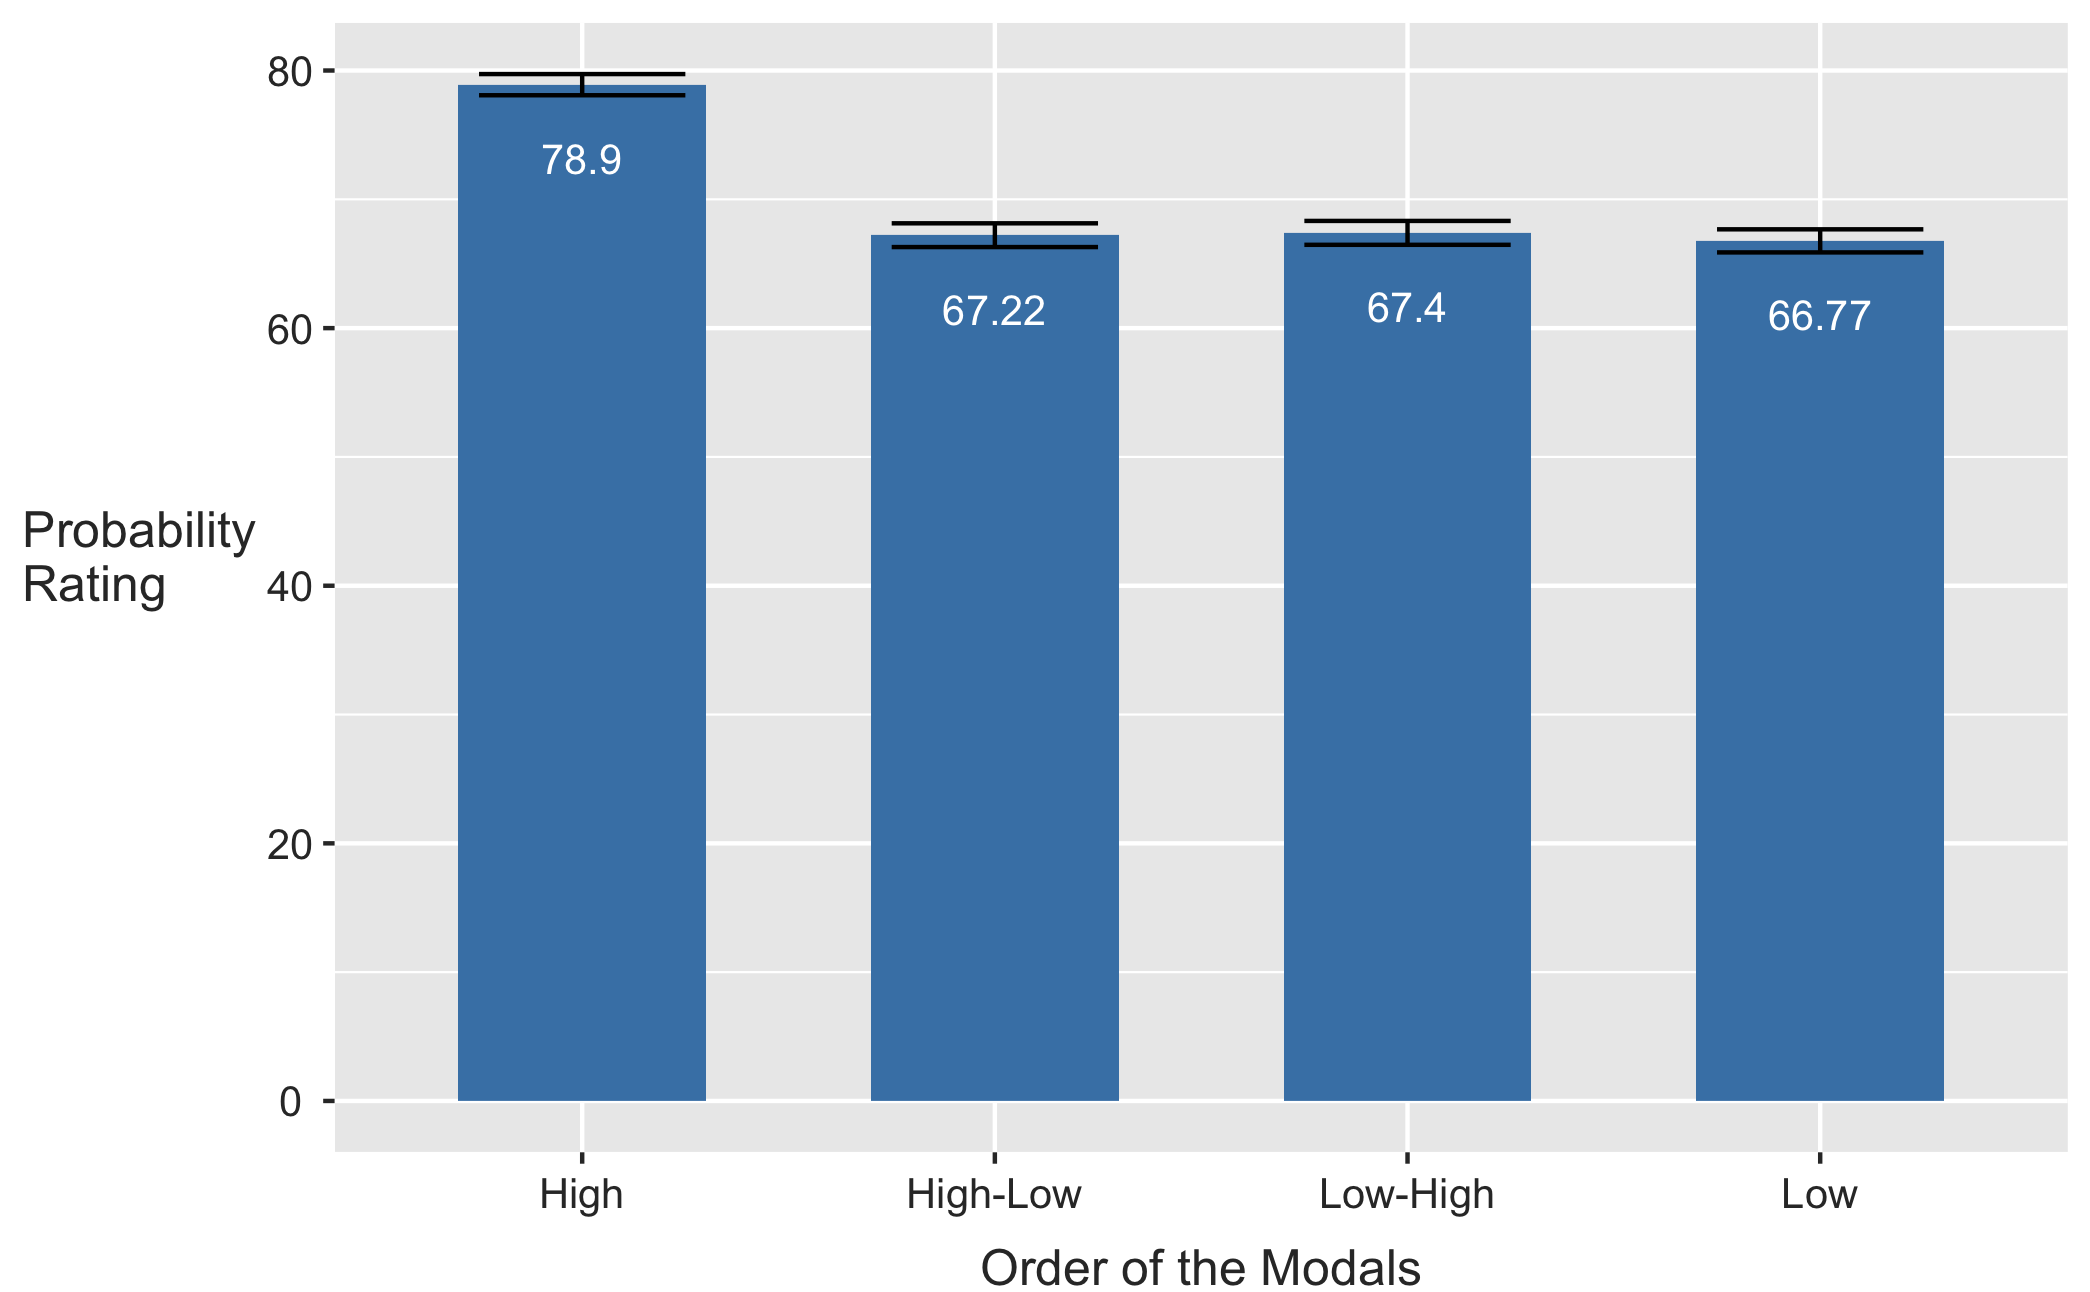 80
60
40
20
0
Probability
Rating
78.9
67.22
67.4
66.77
High
High-Low
Low-High
Low
Order of the Modals